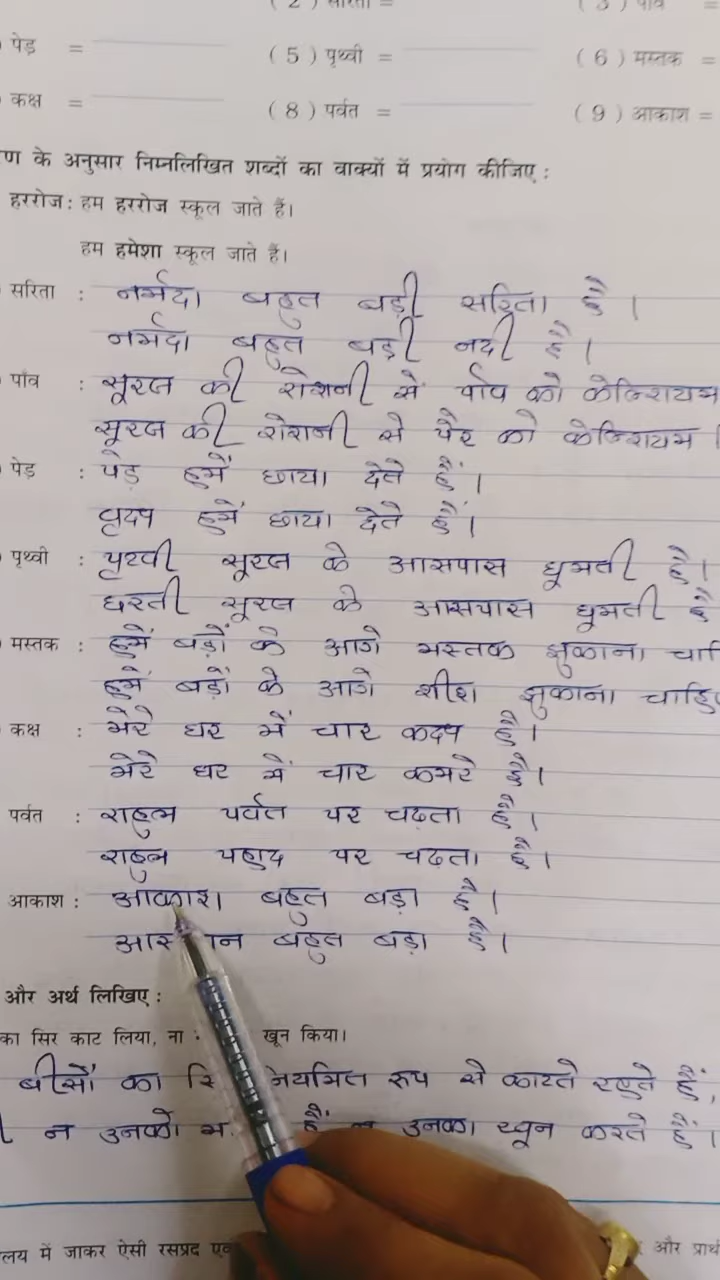 ( 2 ) सरिता =
( 3 ) पाँव =
पेड़ = ( 5 ) पृथ्वी = ( 6 ) मस्तक =
कक्ष = ( 8 ) पर्वत = ( 9 ) आकाश =
ण के अनुसार निम्नलिखित शब्दों का वाक्यों में प्रयोग कीजिए :
हररोज : हम हररोज स्कूल जाते हैं।
हम हमेशा स्कूल जाते हैं।
सरिता : नर्मदा बहुत बड़ी सरिता है।
नर्मदा बहुत बड़ी नदी है।
पाँव : सूरज की रोशनी से पाँव को केल्शियम
सूरज की रोशनी से पैर को केल्शियम
पेड़ : पेड़ हमें छाया देते हैं।
वृक्ष हमें छाया देते हैं।
पृथ्वी : पृथ्वी सूरज के आसपास घूमती है।
धरती सूरज के आसपास घूमती है
मस्तक : हमें बड़ों के आगे मस्तक झुकाना चाहि
हमें बड़ों के आगे शीश झुकाना चाहिए
कक्ष : मेरे घर में चार कक्ष है।
मेरे घर में चार कमरे है।
पर्वत : राहुल पर्वत पर चढ़ता है।
राहुल पहाड पर चढ़ता है।
आकाश : आकाश बहुत बड़ा है।
बहुत बड़ा है।
और अर्थ लिखिए :
का सिर काट लिया, ना खून किया।
बीसों का नियमित रूप से काटते रहते हैं,
न उनको उनका खून करते हैं।
लय में जाकर ऐसी रसप्रद और